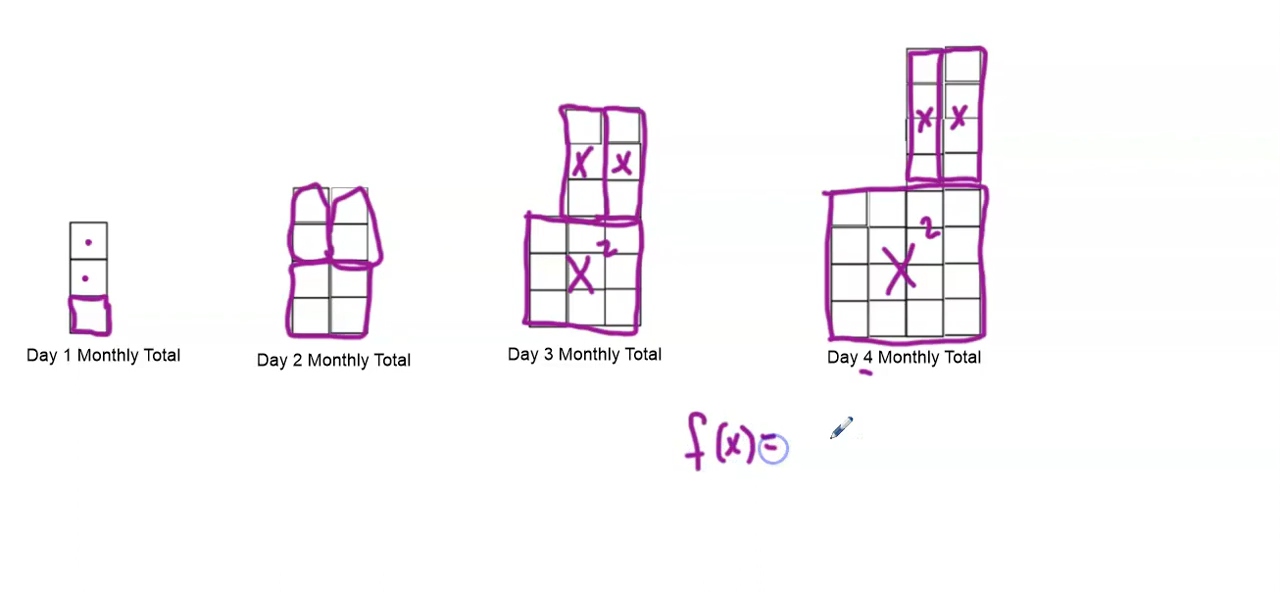 X X
X X
X²
X²
Day 1 Monthly Total
Day 2 Monthly Total
Day 3 Monthly Total
Day 4 Monthly Total
f(x)=